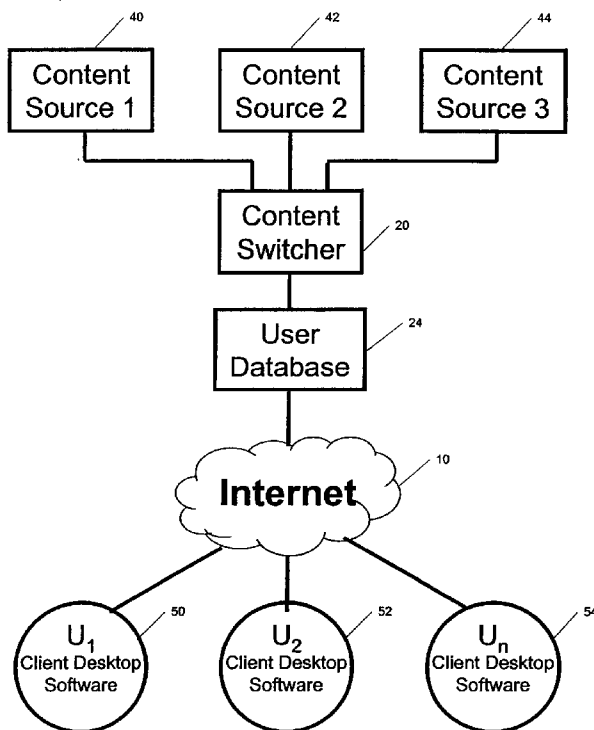 40
42
44
Content
Source 1
Content
Source 2
Content
Source 3
Content
Switcher
20
User
Database
24
Internet
10
U1
Client Desktop
Software
50
U2
Client Desktop
Software
52
Un
Client Desktop
Software
54